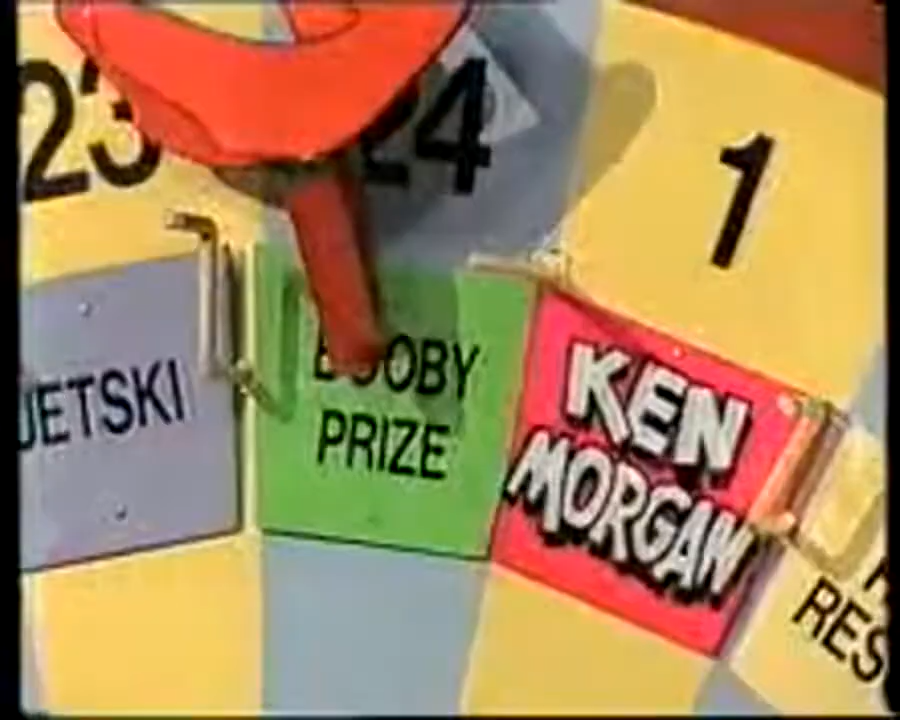 23
24
1
JETSKI
BOOBY
PRIZE
KEN
MORGAN
RES